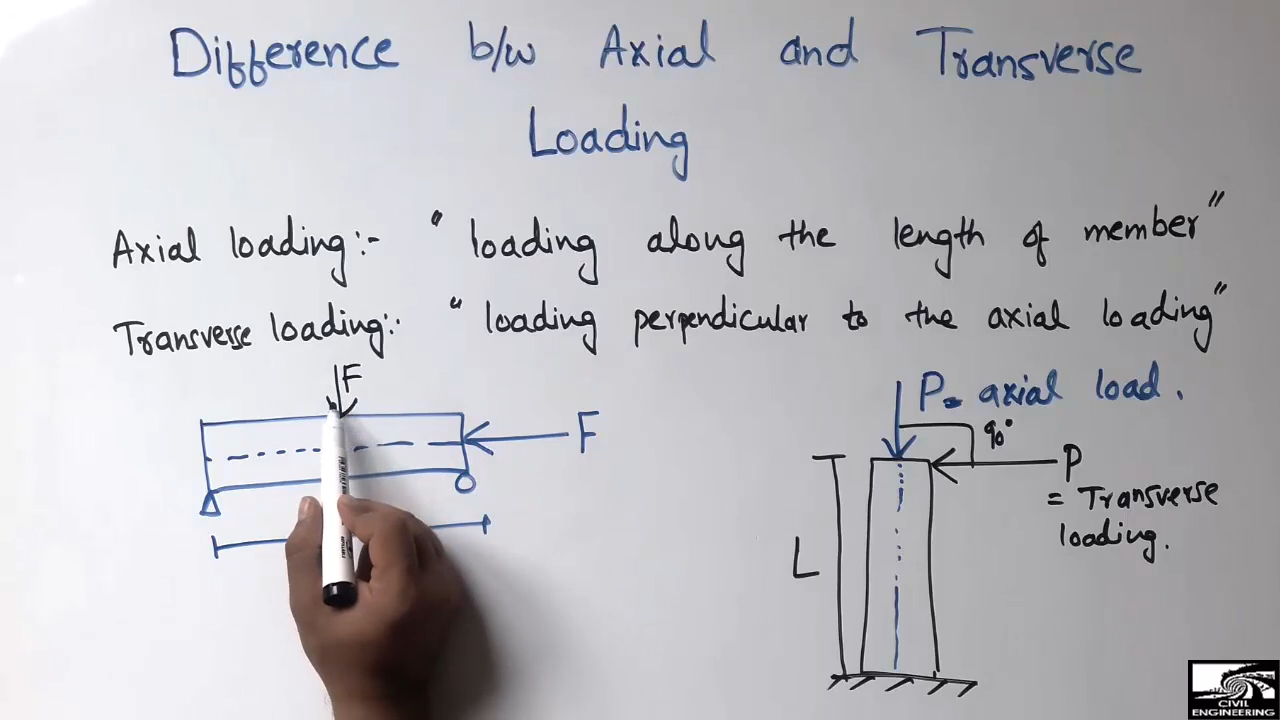 Difference b/w Axial and Transverse
Loading
Axial loading:- " loading along the length of member "
Transverse loading:- " loading perpendicular to the axial loading "
F
F
P = axial load.
90°
P
= Transverse
loading.
L
CIVIL
ENGINEERING